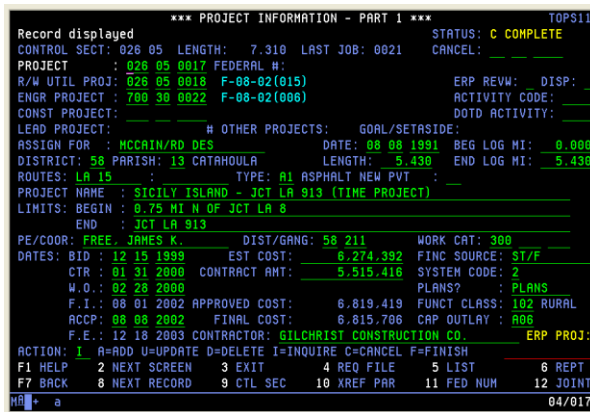 *** PROJECT INFORMATION - PART 1 *** TOPS11
Record displayed STATUS: C COMPLETE
CONTROL SECT: 026 05 LENGTH: 7.310 LAST JOB: 0021 CANCEL:
PROJECT : 026 05 0017 FEDERAL #:
R/W UTIL PROJ: 026 05 0018 F-08-02(015) ERP REVW: _ DISP:
ENGR PROJECT : 700 30 0022 F-08-02(006) ACTIVITY CODE:
CONST PROJECT: DOTD ACTIVITY:
LEAD PROJECT: # OTHER PROJECTS: GOAL/SETASIDE:
ASSIGN FOR : MCCAIN/RD DES DATE: 08 08 1991 BEG LOG MI: 0.000
DISTRICT: 58 PARISH: 13 CATAHOULA LENGTH: 5.430 END LOG MI: 5.430
ROUTES: LA 15 : TYPE: A1 ASPHALT NEW PVT :
PROJECT NAME : SICILY ISLAND - JCT LA 913 (TIME PROJECT)
LIMITS: BEGIN : 0.75 MI N OF JCT LA 8
END : JCT LA 913
PE/COOR: FREE, JAMES K. DIST/GANG: 58 211 WORK CAT: 300
DATES: BID : 12 15 1999 EST COST: 6,274,392 FINC SOURCE: ST/F
CTR : 01 31 2000 CONTRACT AMT: 5,515,416 SYSTEM CODE: 2
W.O.: 02 28 2000 PLANS? : PLANS
F.I.: 08 01 2002 APPROVED COST: 6,819,419 FUNCT CLASS: 102 RURAL
ACCP: 08 08 2002 FINAL COST: 6,815,706 CAP OUTLAY : A06
F.E.: 12 18 2003 CONTRACTOR: GILCHRIST CONSTRUCTION CO. ERP PROJ:
ACTION: I A=ADD U=UPDATE D=DELETE I=INQUIRE C=CANCEL F=FINISH
F1 HELP 2 NEXT SCREEN 3 EXIT 4 REQ FILE 5 LIST 6 REPT
F7 BACK 8 NEXT RECORD 9 CTL SEC 10 XREF PAR 11 FED NUM 12 JOINT
MA + a 04/017